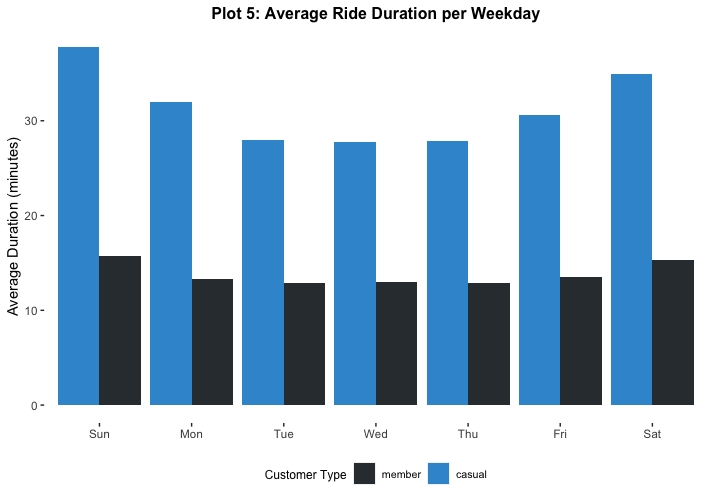 Plot 5: Average Ride Duration per Weekday
Average Duration (minutes)
30
20
10
0
Sun Mon Tue Wed Thu Fri Sat
Customer Type member casual